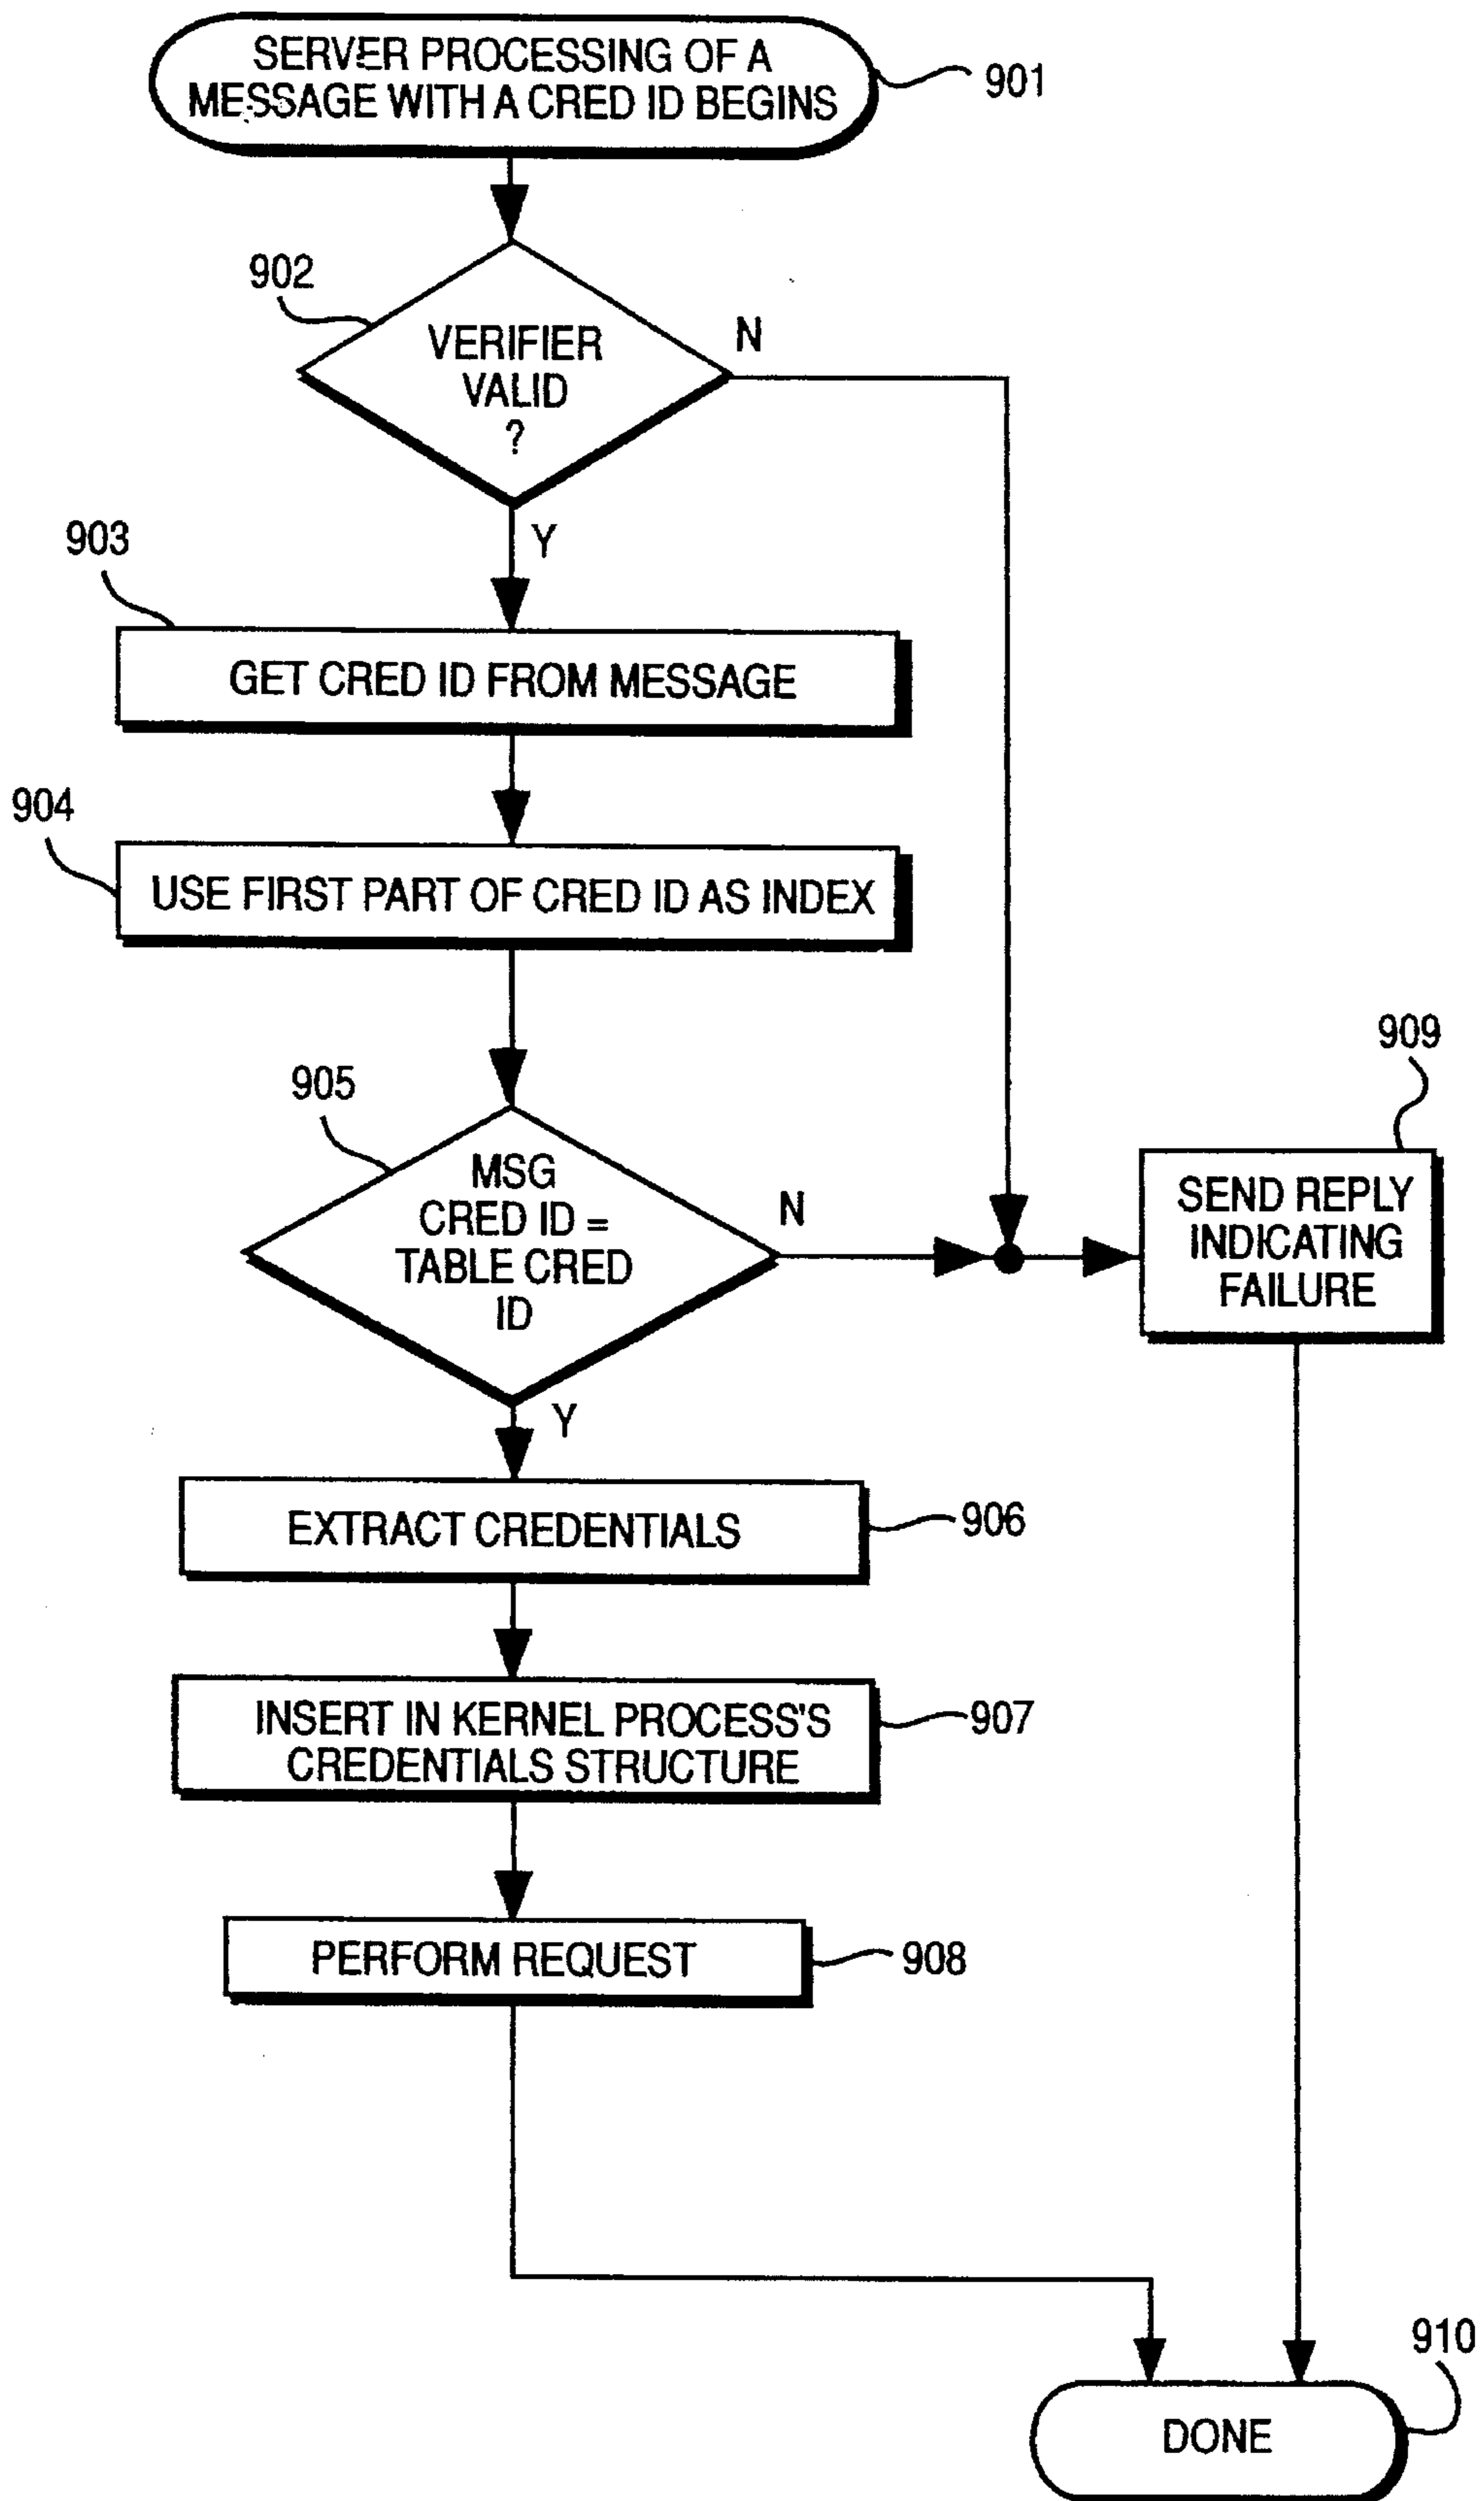 SERVER PROCESSING OF A
MESSAGE WITH A CRED ID BEGINS
901
902
VERIFIER
VALID
?
N
Y
903
GET CRED ID FROM MESSAGE
904
USE FIRST PART OF CRED ID AS INDEX
905
MSG
CRED ID =
TABLE CRED
ID
N
Y
909
SEND REPLY
INDICATING
FAILURE
EXTRACT CREDENTIALS
906
INSERT IN KERNEL PROCESS'S
CREDENTIALS STRUCTURE
907
PERFORM REQUEST
908
910
DONE